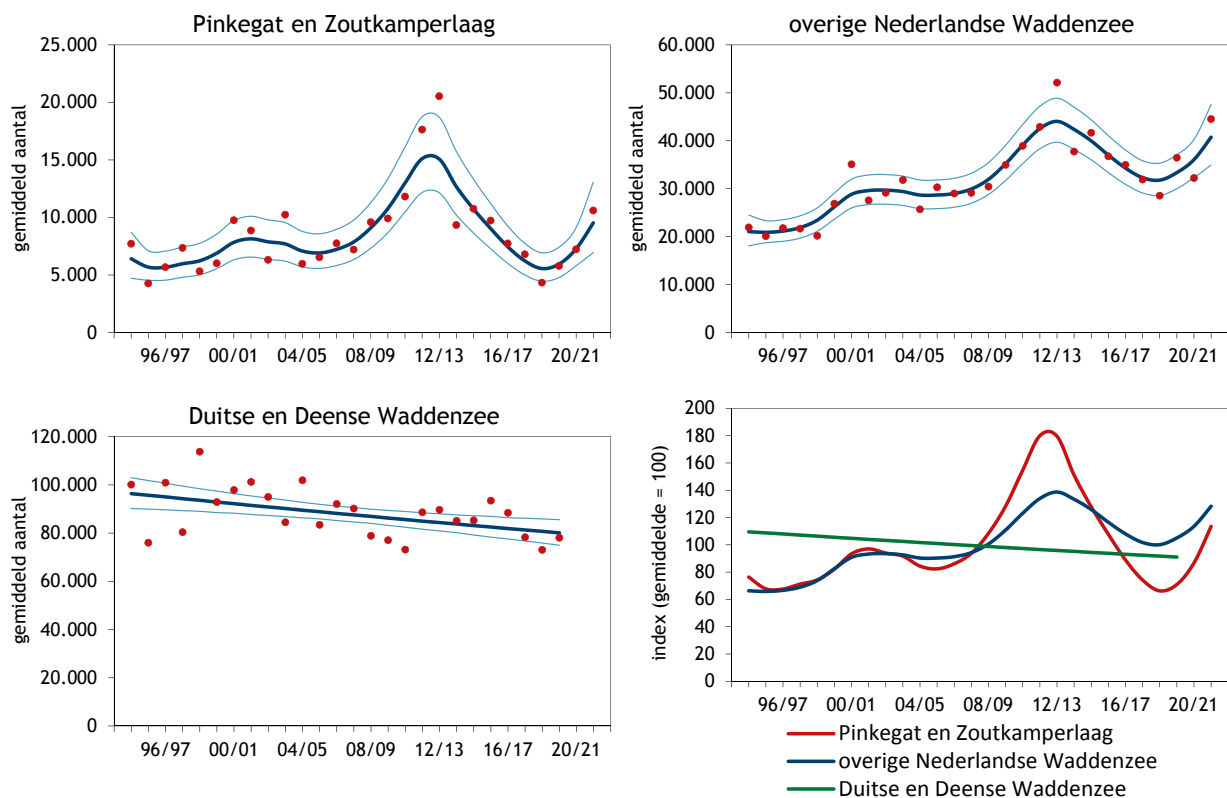 Pinkegat en Zoutkamperlaag
gemiddeld aantal
25.000
20.000
15.000
10.000
5.000
0
96/97 00/01 04/05 08/09 12/13 16/17 20/21
overige Nederlandse Waddenzee
gemiddeld aantal
60.000
50.000
40.000
30.000
20.000
10.000
0
96/97 00/01 04/05 08/09 12/13 16/17 20/21
Duitse en Deense Waddenzee
gemiddeld aantal
120.000
100.000
80.000
60.000
40.000
20.000
0
96/97 00/01 04/05 08/09 12/13 16/17 20/21
index (gemiddelde = 100)
200
180
160
140
120
100
80
60
40
20
0
96/97 00/01 04/05 08/09 12/13 16/17 20/21
Pinkegat en Zoutkamperlaag
overige Nederlandse Waddenzee
Duitse en Deense Waddenzee